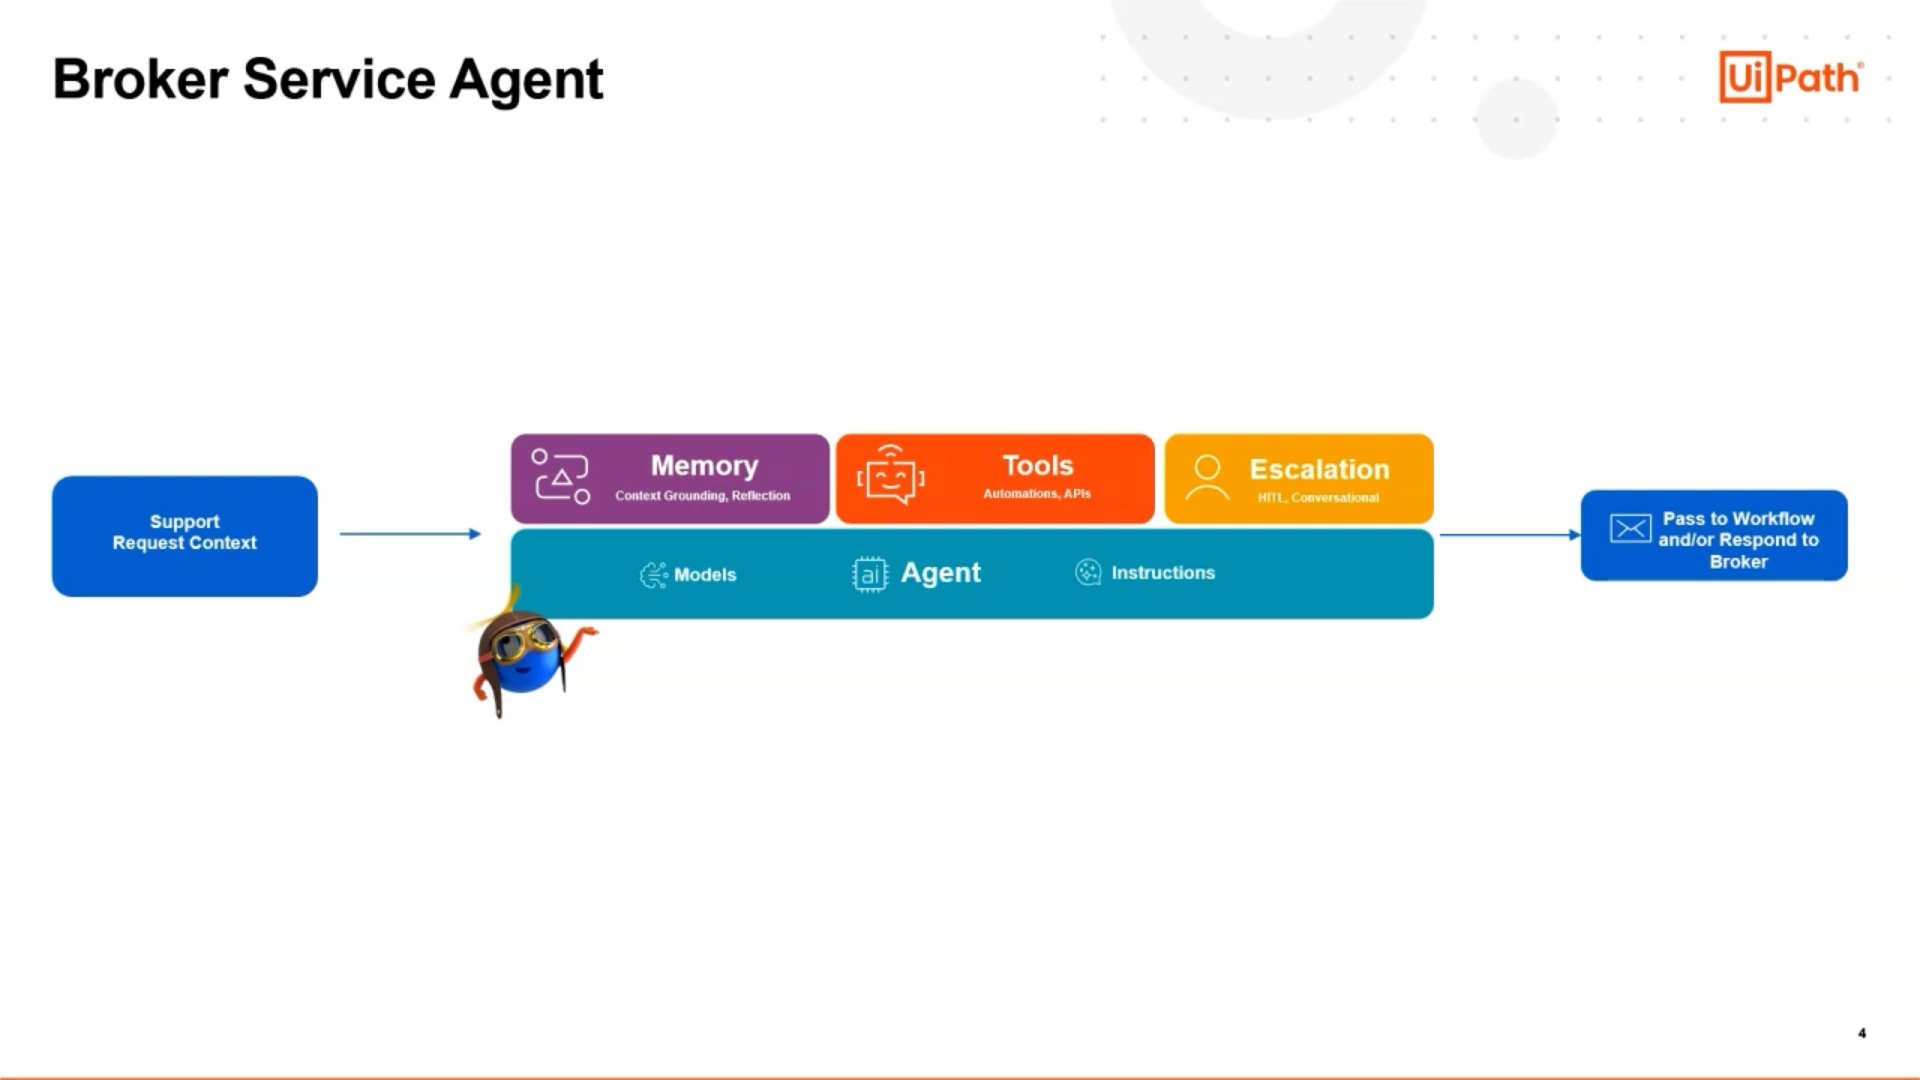 Broker Service Agent
UiPath®
Support
Request Context
Memory
Context Grounding, Reflection
Tools
Automations, APIs
Escalation
HITL, Conversational
Models
ai
Agent
Instructions
Pass to Workflow
and/or Respond to
Broker
4